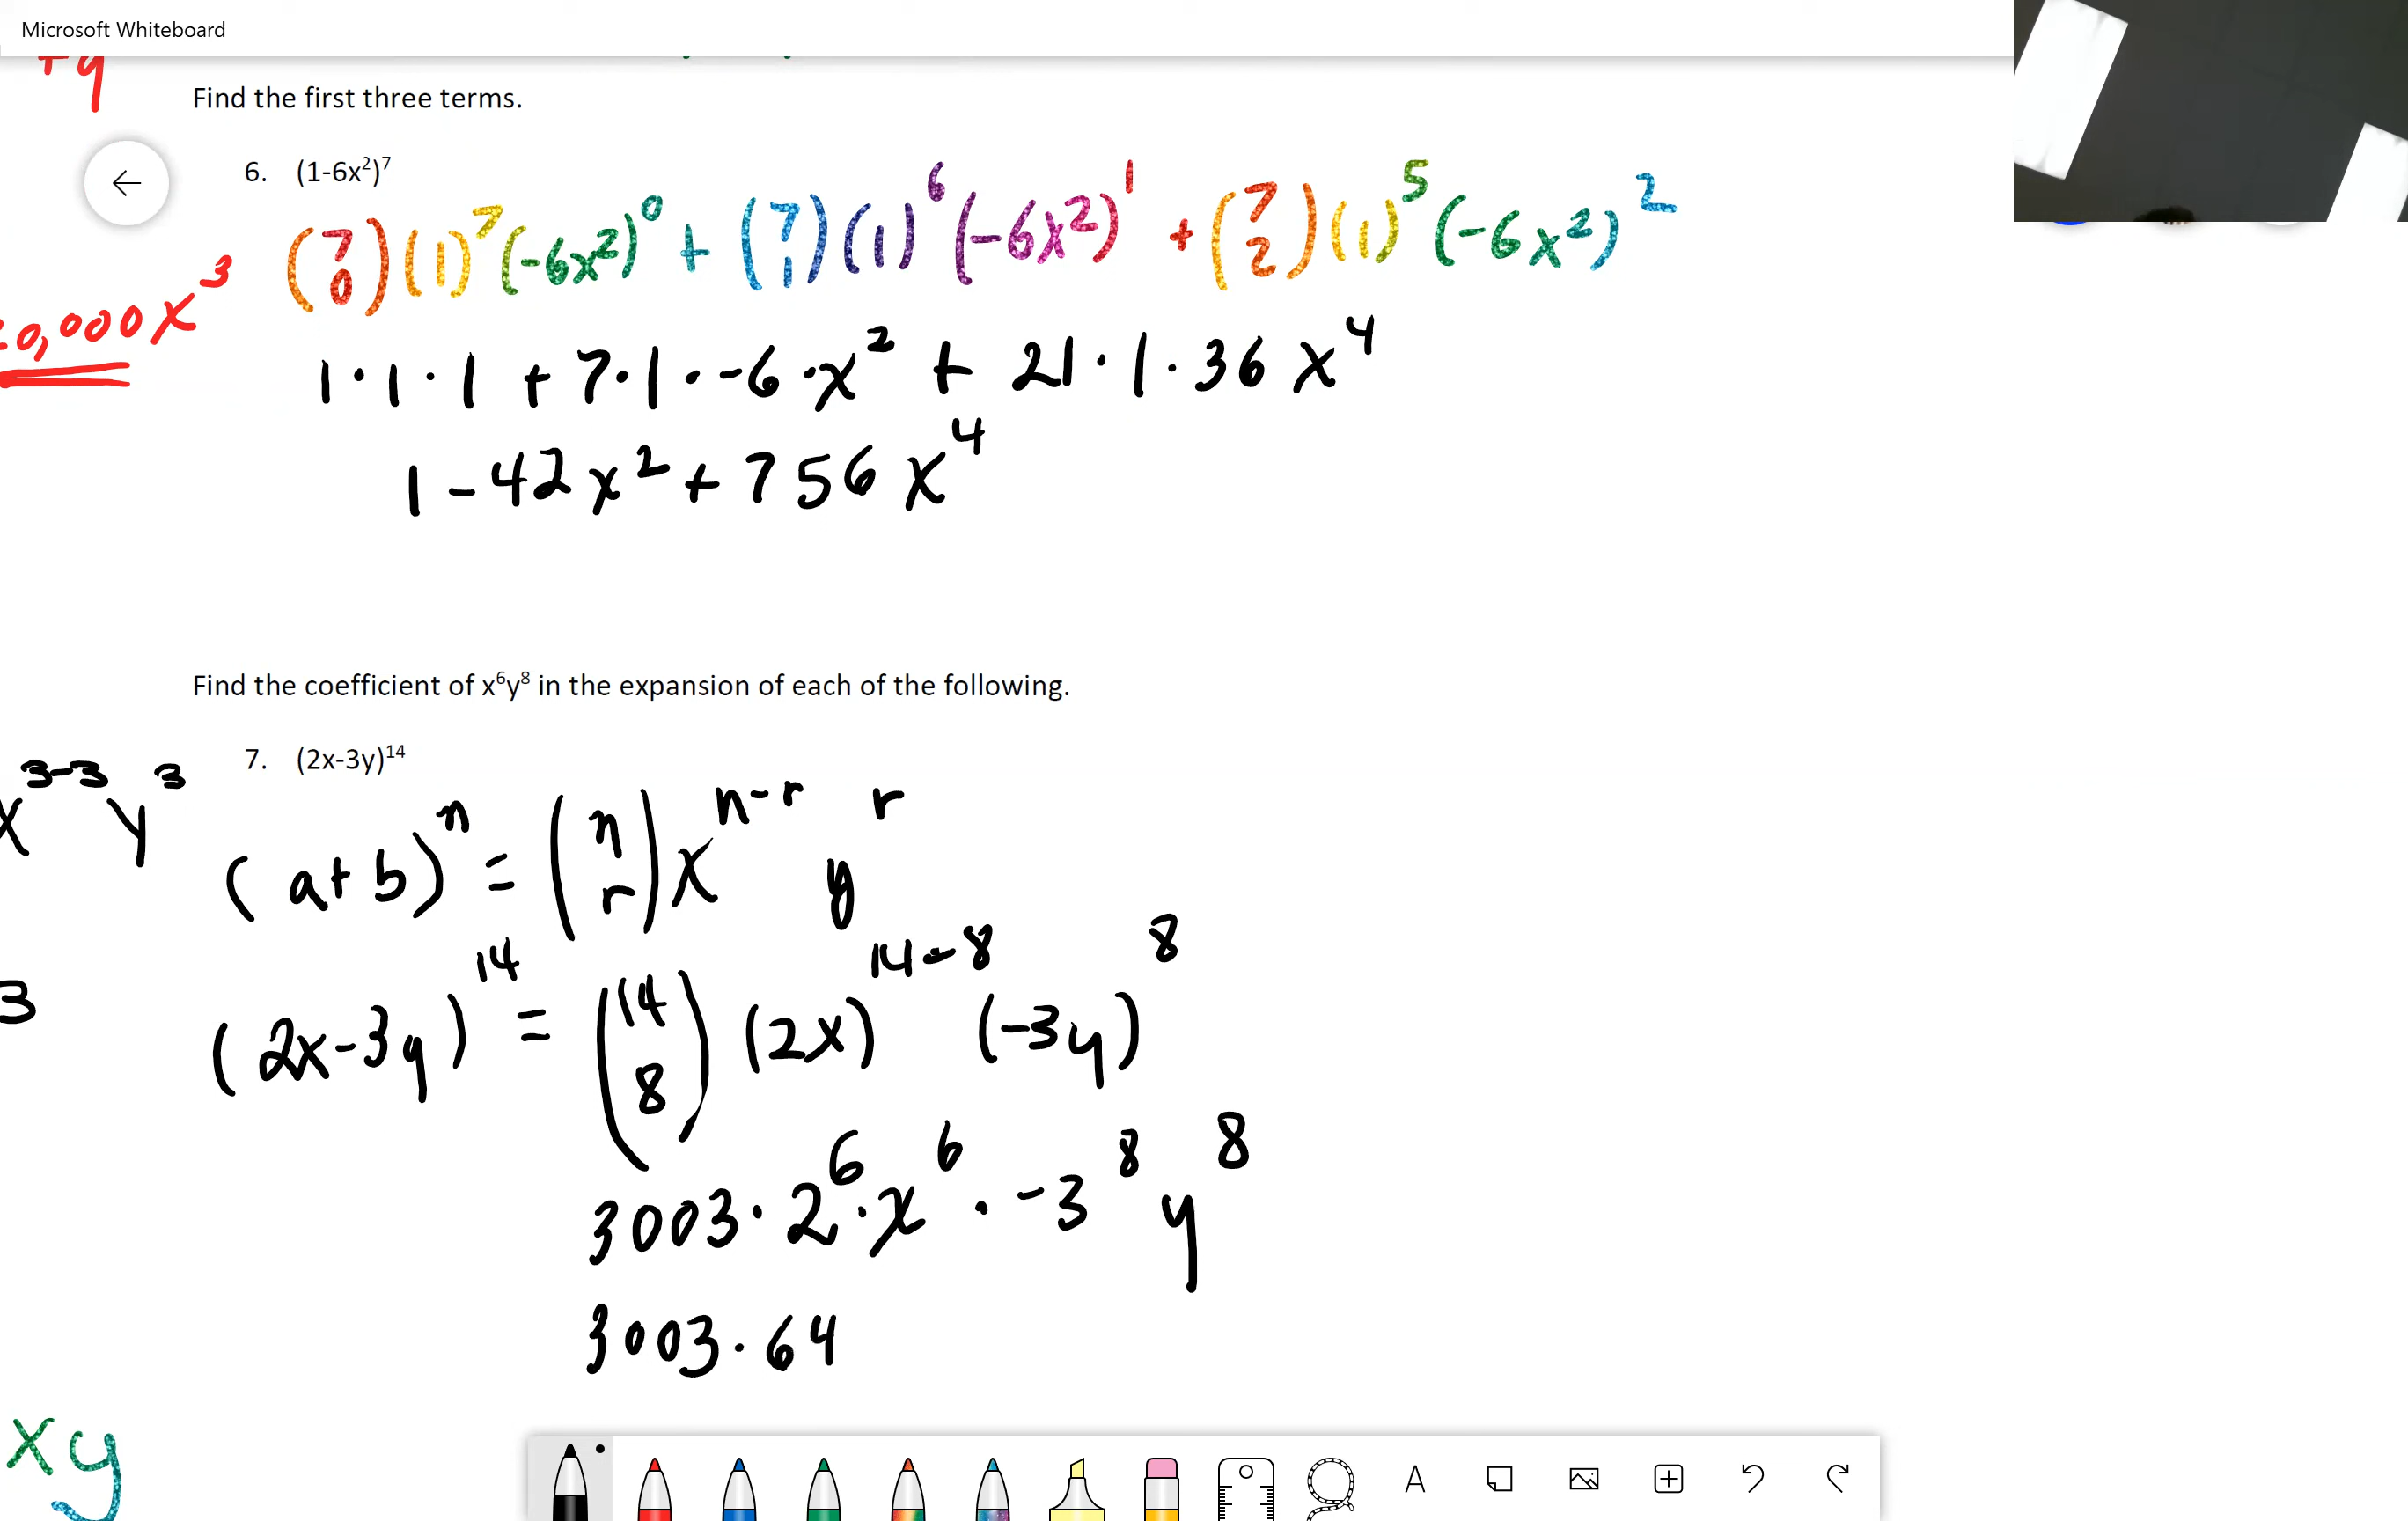 Microsoft Whiteboard
+y
Find the first three terms.
6. (1-6x²)⁷
(7 0)(1)⁷(-6x²)⁰ + (7 1)(1)⁶(-6x²)¹ + (7 2)(1)⁵(-6x²)²
0,000x³
1·1·1 + 7·1·-6·x² + 21·1·36x⁴
1-42x²+756x⁴
Find the coefficient of x⁶y⁸ in the expansion of each of the following.
7. (2x-3y)¹⁴
x³⁻³y³
(a+b)ⁿ = (n r)xⁿ⁻ʳ yʳ
3
(2x-3y)¹⁴ = (14 8)(2x)¹⁴⁻⁸ (-3y)⁸
3003·2⁶·x⁶·-3⁸y⁸
3003·64
xy
A